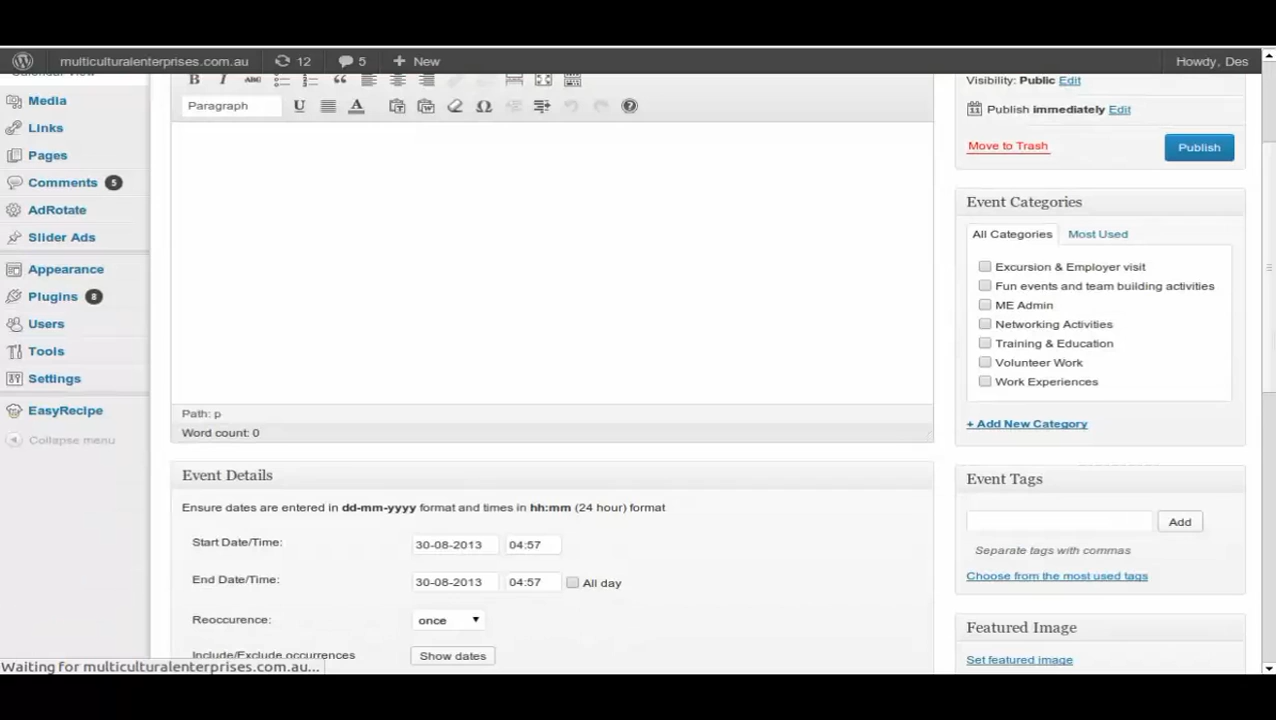 multiculturalenterprises.com.au 12 5 + New Howdy, Des
Calendar View
Media
Links
Pages
Comments 5
AdRotate
Slider Ads
Appearance
Plugins 8
Users
Tools
Settings
EasyRecipe
Collapse menu
B I ABC
Paragraph U A Ω
Path: p
Word count: 0
Event Details
Ensure dates are entered in dd-mm-yyyy format and times in hh:mm (24 hour) format
Start Date/Time: 30-08-2013 04:57
End Date/Time: 30-08-2013 04:57 All day
Reoccurence: once
Include/Exclude occurrences Show dates
Visibility: Public Edit
Publish immediately Edit
Move to Trash Publish
Event Categories
All Categories Most Used
Excursion & Employer visit
Fun events and team building activities
ME Admin
Networking Activities
Training & Education
Volunteer Work
Work Experiences
+ Add New Category
Event Tags
Add
Separate tags with commas
Choose from the most used tags
Featured Image
Set featured image
Waiting for multiculturalenterprises.com.au...